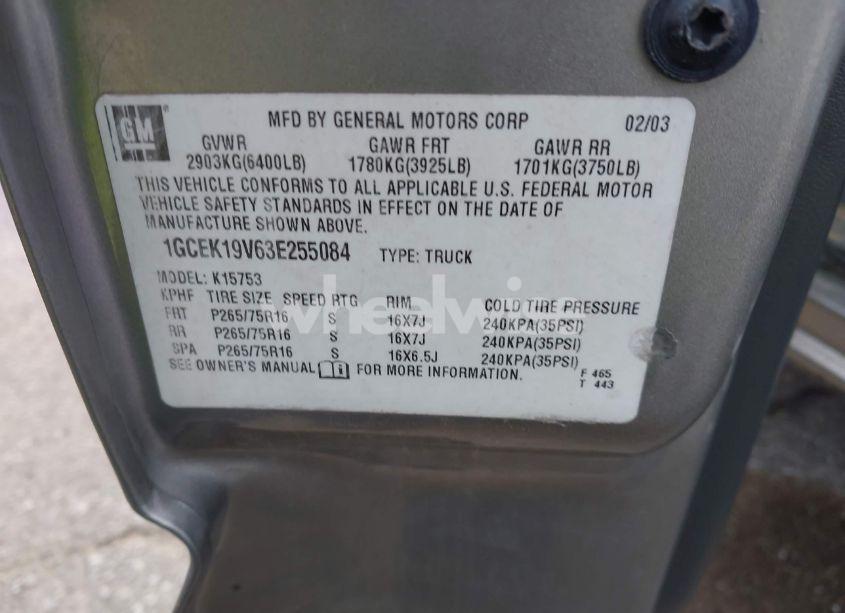 GM
MFD BY GENERAL MOTORS CORP 02/03
GVWR GAWR FRT GAWR RR
2903KG(6400LB) 1780KG(3925LB) 1701KG(3750LB)
THIS VEHICLE CONFORMS TO ALL APPLICABLE U.S. FEDERAL MOTOR
VEHICLE SAFETY STANDARDS IN EFFECT ON THE DATE OF
MANUFACTURE SHOWN ABOVE.
1GCEK19V63E255084 TYPE: TRUCK
MODEL: K15753
KPHF TIRE SIZE SPEED RTG RIM COLD TIRE PRESSURE
FRT P265/75R16 S 16X7J 240KPA(35PSI)
RR P265/75R16 S 16X7J 240KPA(35PSI)
SPA P265/75R16 S 16X6.5J 240KPA(35PSI)
SEE OWNER'S MANUAL FOR MORE INFORMATION.
F 465
T 443